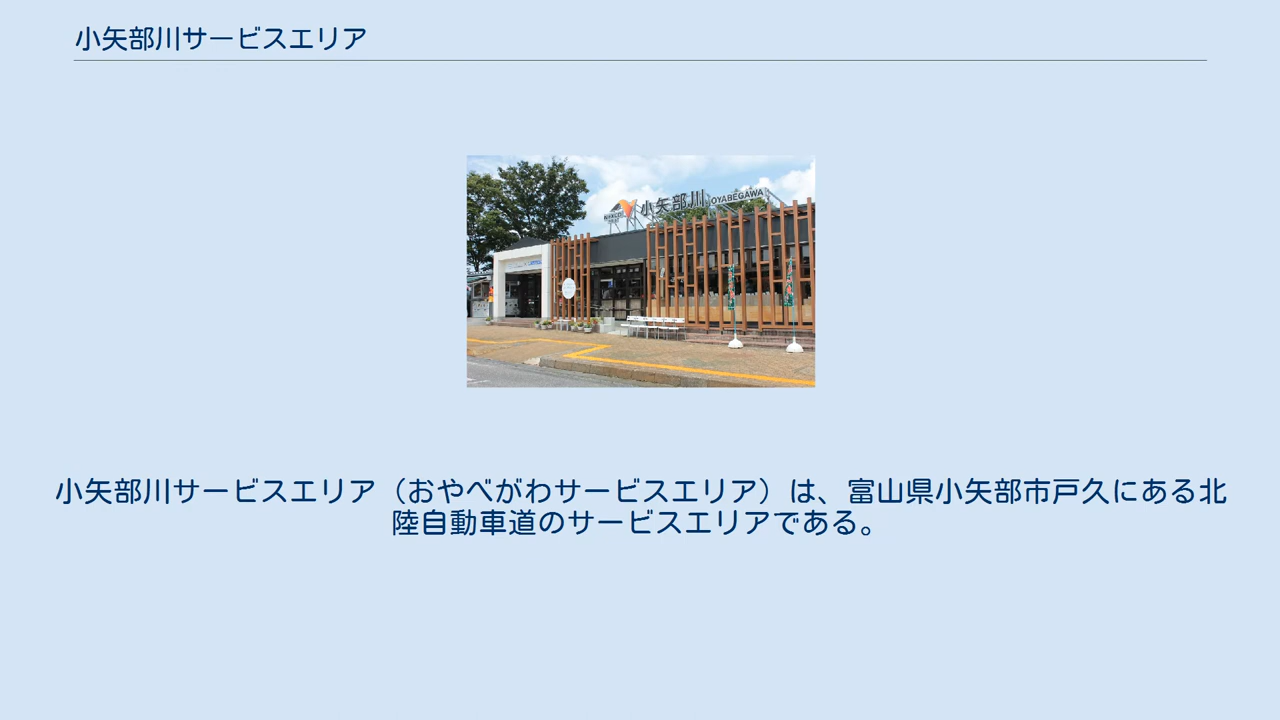 小矢部川サービスエリア
小矢部川 OYABEGAWA
小矢部川サービスエリア（おやべがわサービスエリア）は、富山県小矢部市戸久にある北
陸自動車道のサービスエリアである。